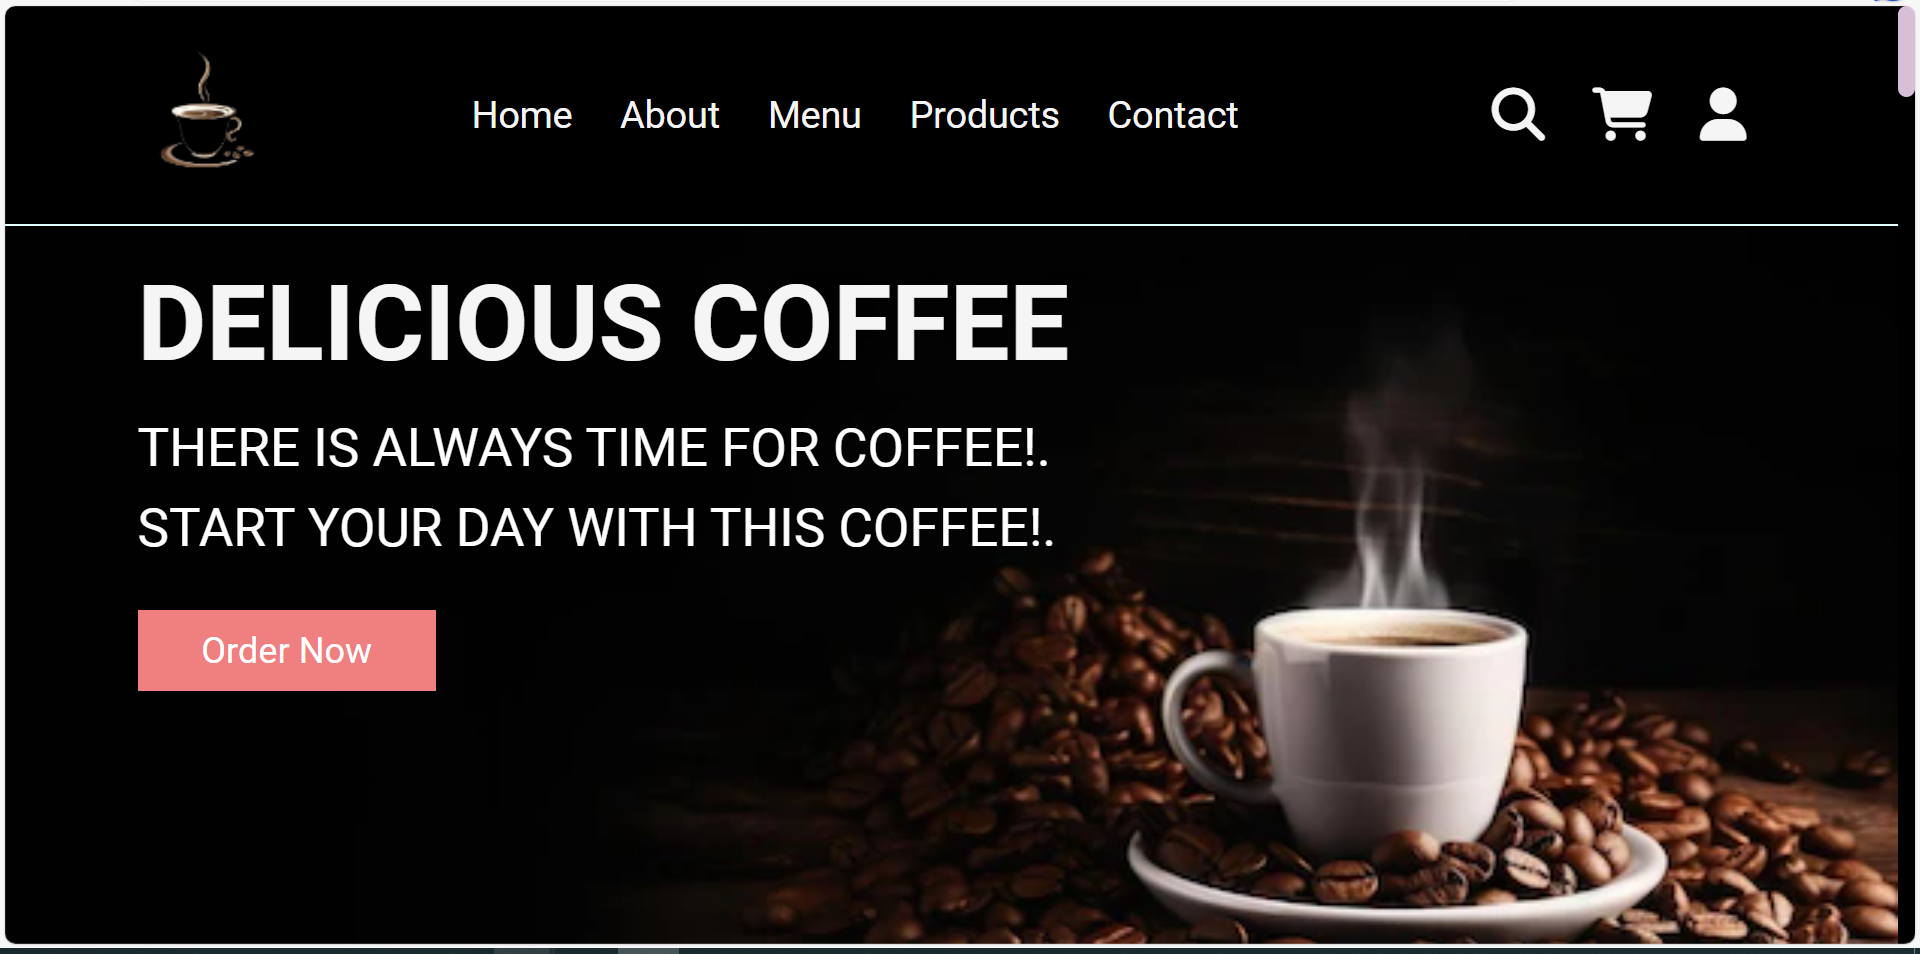 Home About Menu Products Contact
DELICIOUS COFFEE
THERE IS ALWAYS TIME FOR COFFEE!.
START YOUR DAY WITH THIS COFFEE!.
Order Now